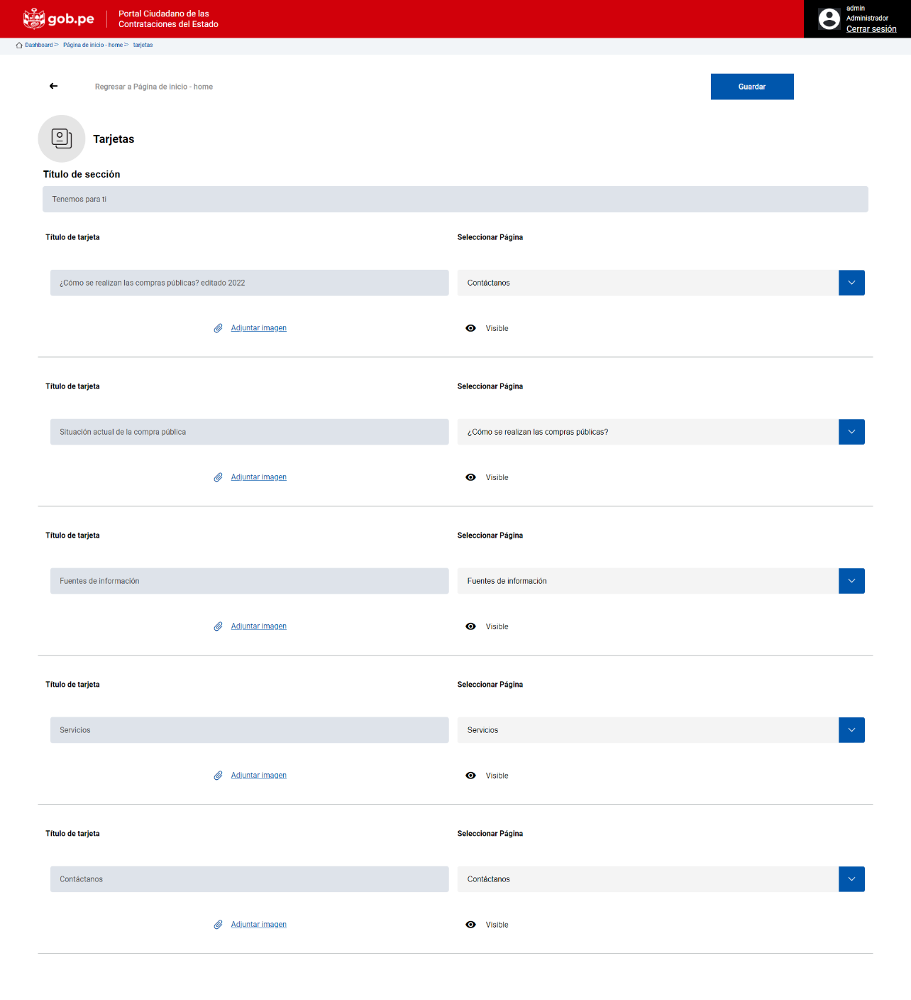 gob.pe
Portal Ciudadano de las
Contrataciones del Estado
admin
Administrador
Cerrar sesión
Dashboard > Página de inicio - home > tarjetas
Regresar a Página de inicio - home
Guardar
Tarjetas
Título de sección
Tenemos para ti
Título de tarjeta Seleccionar Página
¿Cómo se realizan las compras públicas? editado 2022 Contáctanos
Adjuntar imagen Visible
Título de tarjeta Seleccionar Página
Situación actual de la compra pública ¿Cómo se realizan las compras públicas?
Adjuntar imagen Visible
Título de tarjeta Seleccionar Página
Fuentes de información Fuentes de información
Adjuntar imagen Visible
Título de tarjeta Seleccionar Página
Servicios Servicios
Adjuntar imagen Visible
Título de tarjeta Seleccionar Página
Contáctanos Contáctanos
Adjuntar imagen Visible